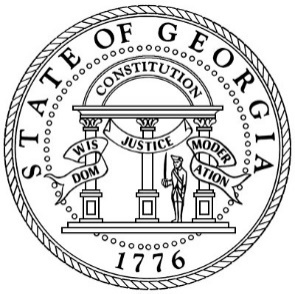 STATE OF GEORGIA
CONSTITUTION
WIS
DOM
JUSTICE
MODER
ATION
1776